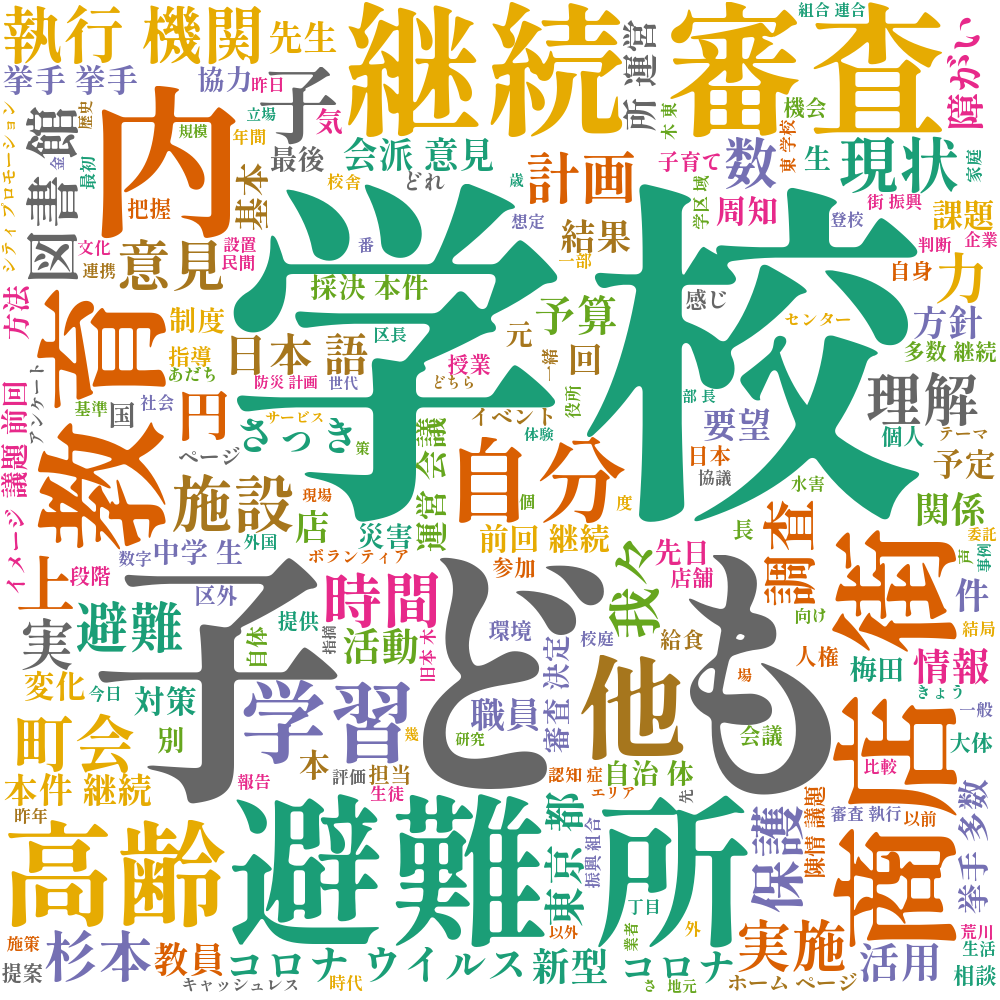 執行 機関
先生
継続 審査
組合 連合
障がい
挙手 挙手
協力
昨日
子
気
所 運営
木 東
機会
シティ プロモーション
図書 館
歴史
金
最初
内
立場
規模
年間
最後
基本
校舎
どれ
会派 意見
計画
歳
想定
子育て
学区 域
数
周知
東 学校
生
登校
現状
家庭
街 振興
課題
把握
文化
連携
意見
設置
民間
番
結果
一部
判断
企業
自身
力
学校
採決 本件
感じ
方法
教育
制度
指導
あだち
日本 語
区長
元
予算
センター
方針
多数 継続
議題 前回
アンケート
基準
国
社会
円
防災 計画
世代
授業
どちら
一緒
回
役所
部 長
理解
ページ
さっき
サービス
策
運営 会議
イベント
体験
要望
日本
協議
個人
テーマ
予定
施設
現場
店
災害
自分
個
度
水害
関係
委託
イメージ
数字
中学 生
外国
ボランティア
前回 継続
参加
先日
店舗
長
調査
商店 街
声
事例
上
段階
区外
時間
我々
件
実
避難
提供
自体
活動
指摘
旧本 木
子ども
環境
校庭
給食
向け
人権
結局
梅田
情報
変化
今日
対策
学習
職員
審査 決定
他
場
きょう
一般
町会
別
幾
研究
会議
大体
本件 継続
報告
本
評価
担当
生徒
認知 症
エリア
自治 体
先
比較
昨年
高齢
避難 所
東京 都
振興 組合
保護
陳情 議題
審査 執行
以前
挙手 多数
丁目
施策
杉本
教員
以外
業者
外
実施
荒川
提案
コロナ ウイルス
新型 コロナ
活用
生活
相談
キャッシュレス
時代
さ
地元
ホーム ページ